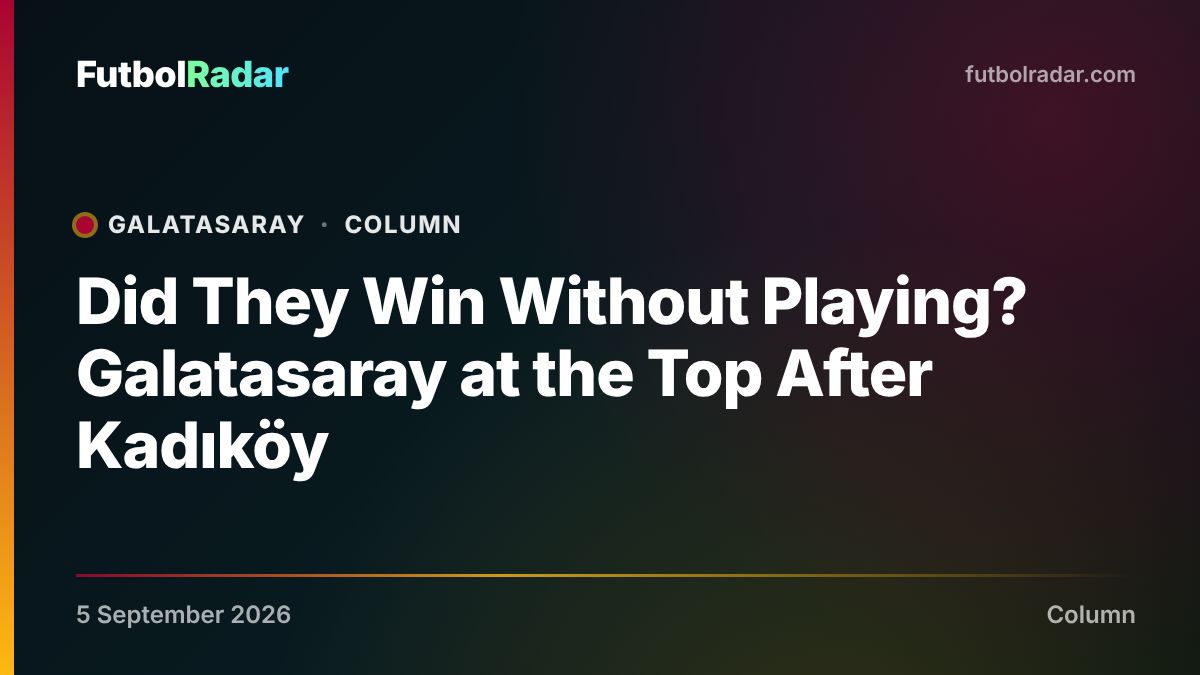 FutbolRadar
futbolradar.com
GALATASARAY · COLUMN
Did They Win Without Playing?
Galatasaray at the Top After
Kadıköy
5 September 2026
Column